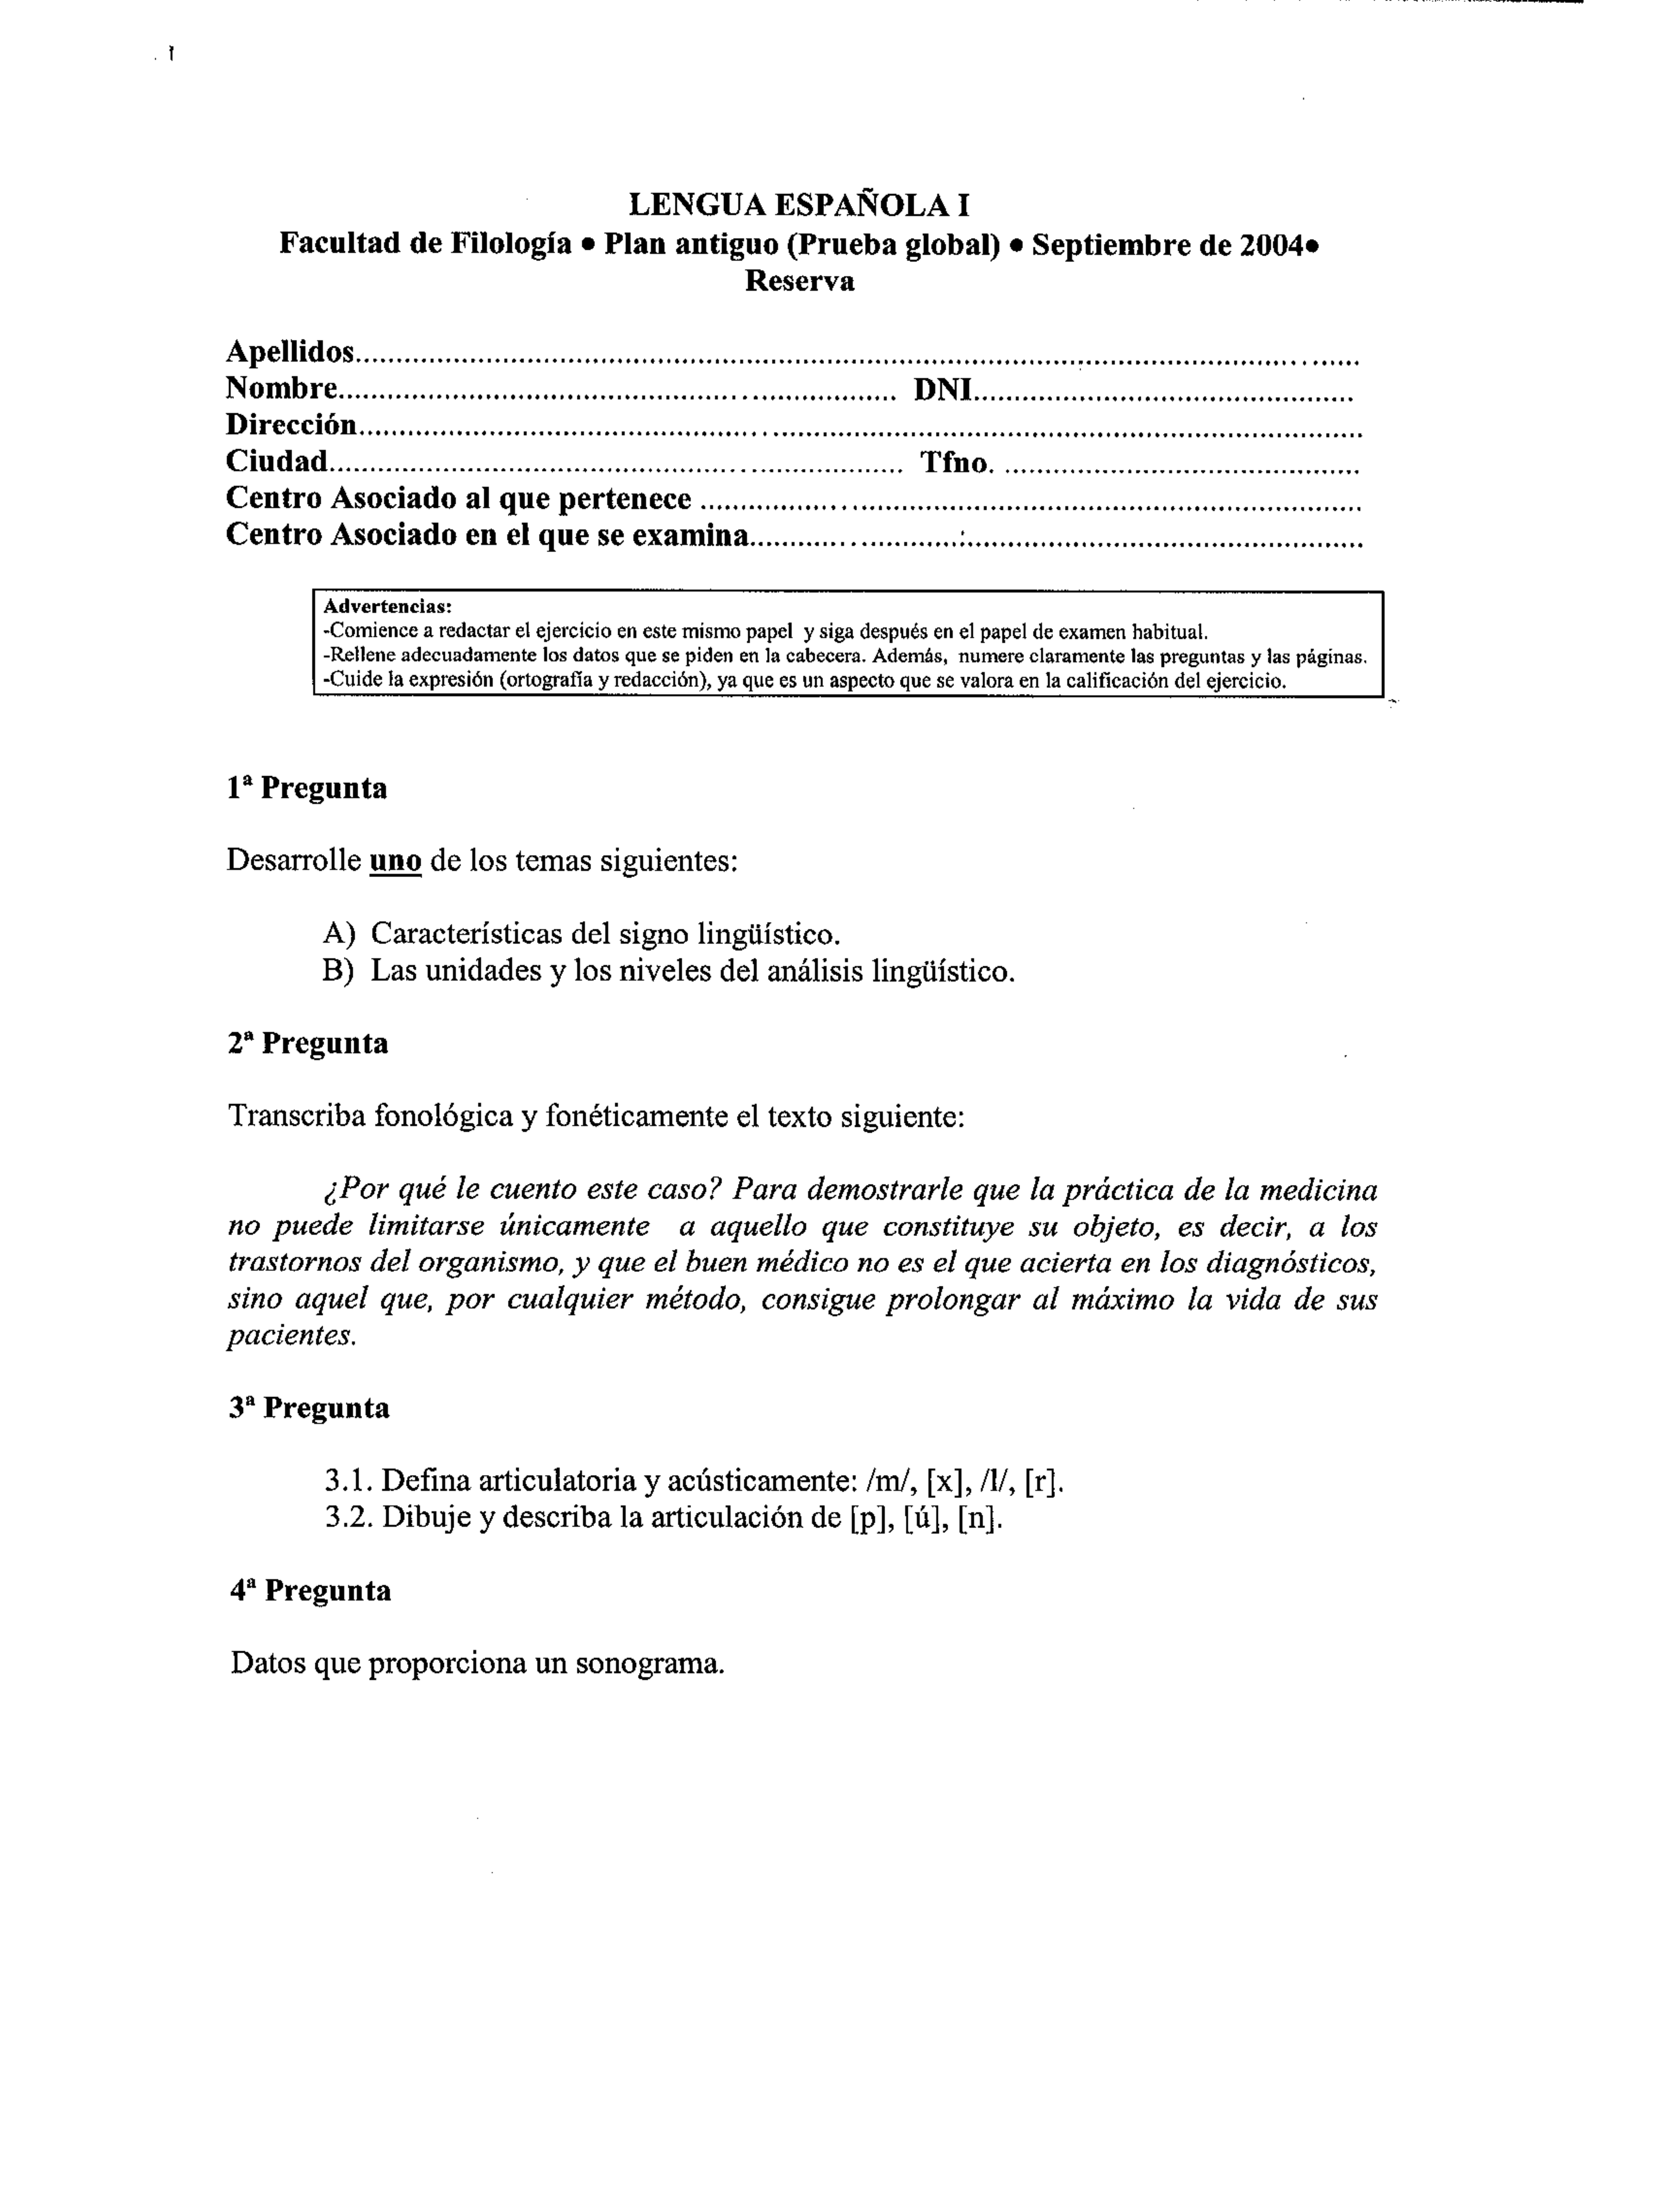 LENGUA ESPAÑOLA I
Facultad de Filología • Plan antiguo (Prueba global) • Septiembre de 2004•
Reserva
Apellidos..........................................................................................................................
Nombre.................................................................... DNI..............................................
Dirección..........................................................................................................................
Ciudad...................................................................... Tfno. ...........................................
Centro Asociado al que pertenece ................................................................................
Centro Asociado en el que se examina..........................................................................
Advertencias:
-Comience a redactar el ejercicio en este mismo papel y siga después en el papel de examen habitual.
-Rellene adecuadamente los datos que se piden en la cabecera. Además, numere claramente las preguntas y las páginas.
-Cuide la expresión (ortografía y redacción), ya que es un aspecto que se valora en la calificación del ejercicio.
1ª Pregunta
Desarrolle uno de los temas siguientes:
A) Características del signo lingüístico.
B) Las unidades y los niveles del análisis lingüístico.
2ª Pregunta
Transcriba fonológica y fonéticamente el texto siguiente:
¿Por qué le cuento este caso? Para demostrarle que la práctica de la medicina
no puede limitarse únicamente a aquello que constituye su objeto, es decir, a los
trastornos del organismo, y que el buen médico no es el que acierta en los diagnósticos,
sino aquel que, por cualquier método, consigue prolongar al máximo la vida de sus
pacientes.
3ª Pregunta
3.1. Defina articulatoria y acústicamente: /m/, [x], /l/, [r].
3.2. Dibuje y describa la articulación de [p], [ú], [n].
4ª Pregunta
Datos que proporciona un sonograma.